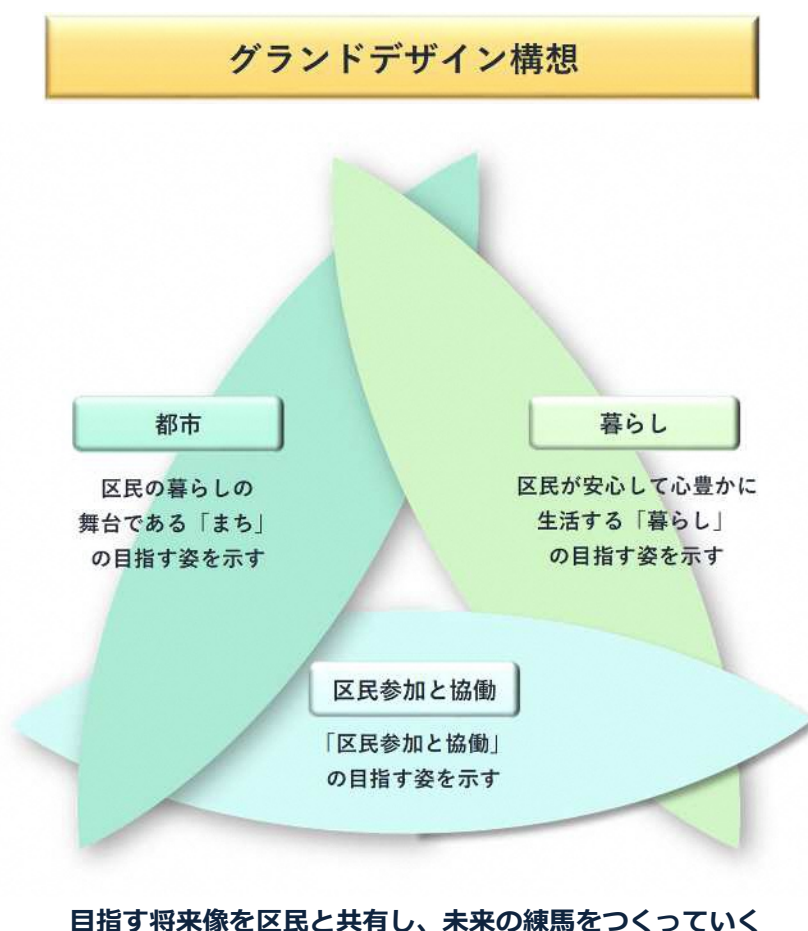 グランドデザイン構想
都市
区民の暮らしの
舞台である「まち」
の目指す姿を示す
暮らし
区民が安心して心豊かに
生活する「暮らし」
の目指す姿を示す
区民参加と協働
「区民参加と協働」
の目指す姿を示す
目指す将来像を区民と共有し、未来の練馬をつくっていく